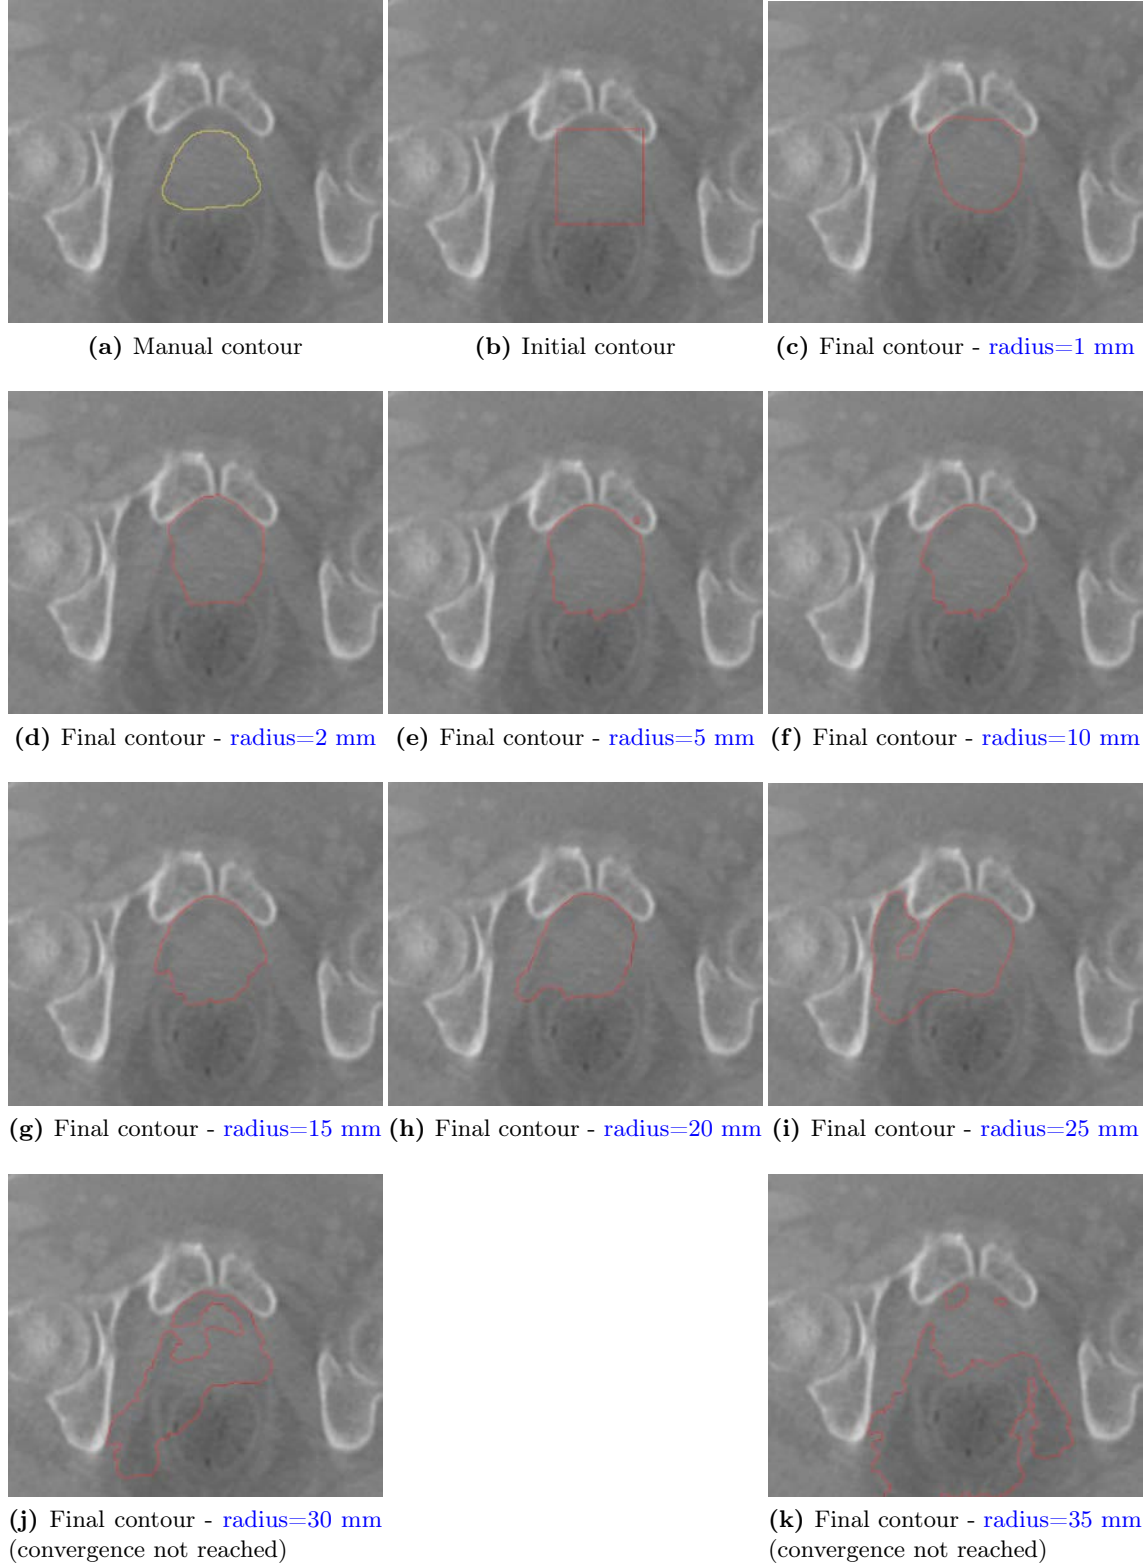 (a) Manual contour
(b) Initial contour
(c) Final contour - radius=1 mm
(d) Final contour - radius=2 mm
(e) Final contour - radius=5 mm
(f) Final contour - radius=10 mm
(g) Final contour - radius=15 mm
(h) Final contour - radius=20 mm
(i) Final contour - radius=25 mm
(j) Final contour - radius=30 mm
(convergence not reached)
(k) Final contour - radius=35 mm
(convergence not reached)